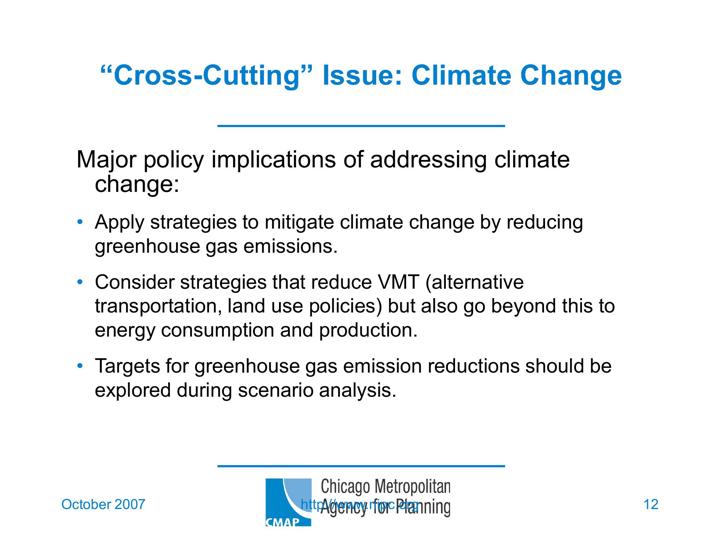 “Cross-Cutting” Issue: Climate Change
Major policy implications of addressing climate
change:
• Apply strategies to mitigate climate change by reducing
greenhouse gas emissions.
• Consider strategies that reduce VMT (alternative
transportation, land use policies) but also go beyond this to
energy consumption and production.
• Targets for greenhouse gas emission reductions should be
explored during scenario analysis.
Chicago Metropolitan
Agency for Planning
CMAP
October 2007
12